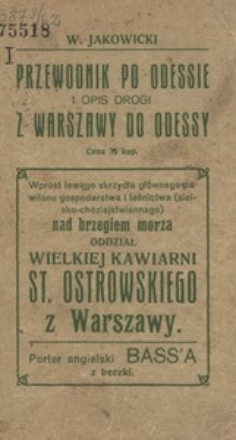 75518
I
W. JAKOWICKI
PRZEWODNIK PO ODESSIE
I OPIS DROGI
Z WARSZAWY DO ODESSY
Cena 75 kop.
Wprost lewego skrzydła głównego pa
wilonu gospodarstwa i leśnictwa (siel-
sko-choziajstwiennago)
nad brzegiem morza
ODDZIAŁ
WIELKIEJ KAWIARNI
ST. OSTROWSKIEGO
z Warszawy.
Porter angielski BASS'A
z beczki.